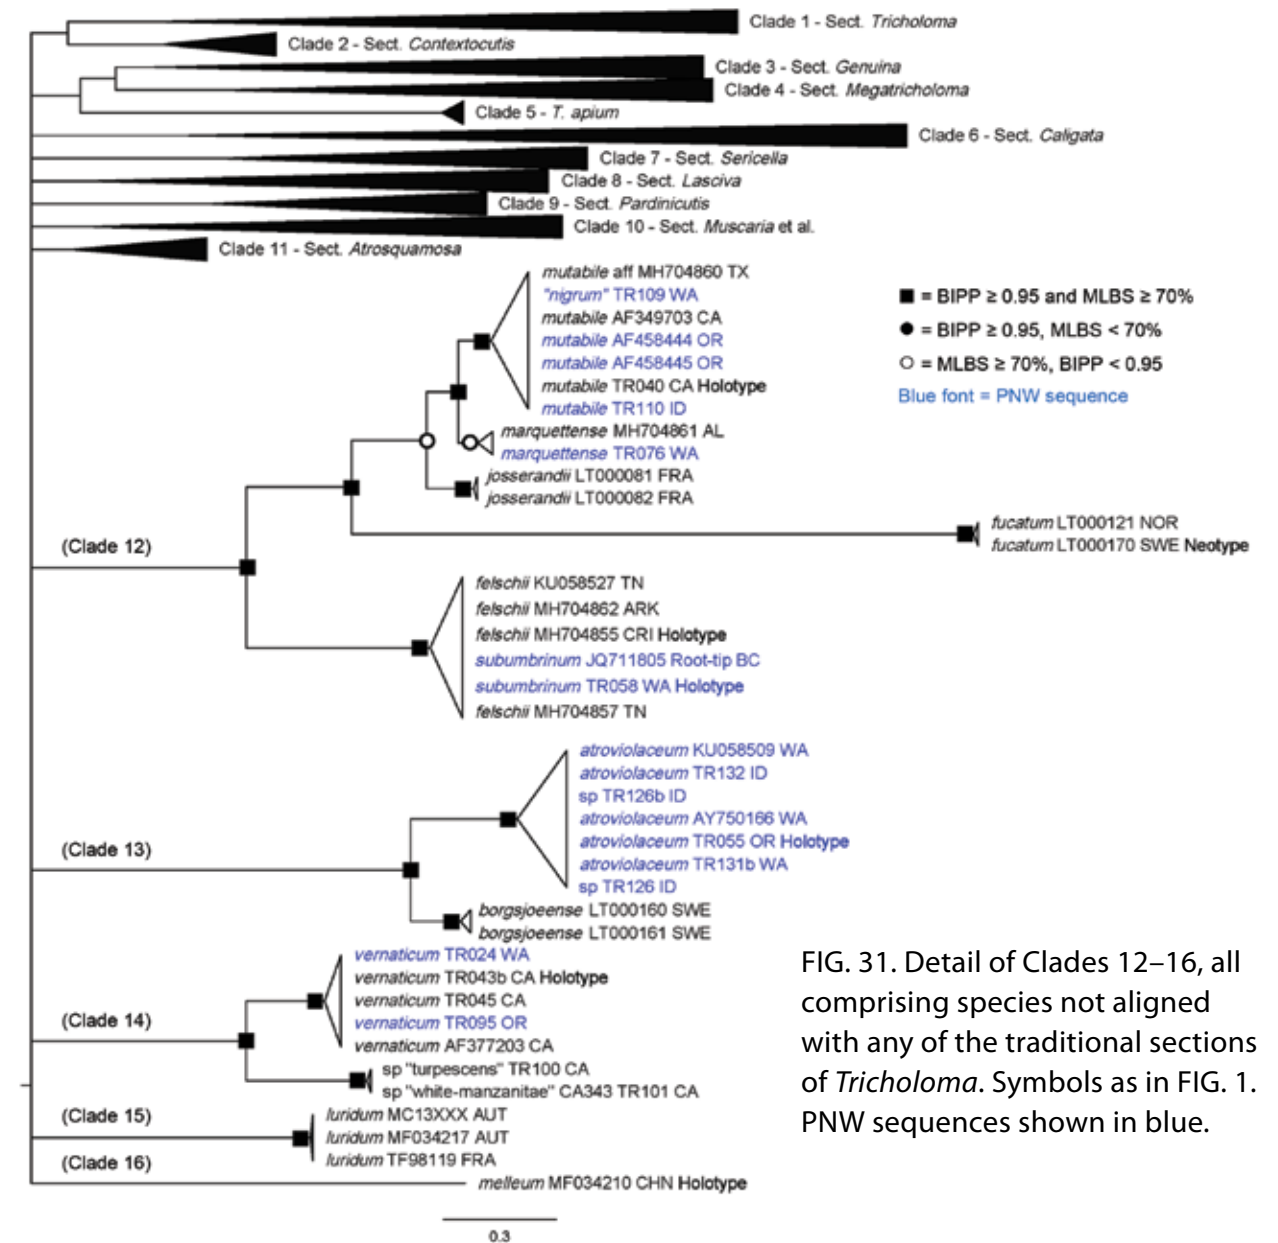 Clade 1 - Sect. Tricholoma
Clade 2 - Sect. Contextocutis
Clade 3 - Sect. Genuina
Clade 4 - Sect. Megatricholoma
Clade 5 - T. apium
Clade 6 - Sect. Caligata
Clade 7 - Sect. Sericella
Clade 8 - Sect. Lasciva
Clade 9 - Sect. Pardinicutis
Clade 10 - Sect. Muscaria et al.
Clade 11 - Sect. Atrosquamosa
mutabile aff MH704860 TX
"nigrum" TR109 WA
mutabile AF349703 CA
mutabile AF458444 OR
mutabile AF458445 OR
mutabile TR040 CA Holotype
mutabile TR110 ID
marquettense MH704861 AL
marquettense TR076 WA
josserandii LT000081 FRA
josserandii LT000082 FRA
= BIPP ≥ 0.95 and MLBS ≥ 70%
= BIPP ≥ 0.95, MLBS < 70%
= MLBS ≥ 70%, BIPP < 0.95
Blue font = PNW sequence
fucatum LT000121 NOR
fucatum LT000170 SWE Neotype
(Clade 12)
felschii KU058527 TN
felschii MH704862 ARK
felschii MH704855 CRI Holotype
subumbrinum JQ711805 Root-tip BC
subumbrinum TR058 WA Holotype
felschii MH704857 TN
atroviolaceum KU058509 WA
atroviolaceum TR132 ID
sp TR126b ID
atroviolaceum AY750166 WA
atroviolaceum TR055 OR Holotype
atroviolaceum TR131b WA
sp TR126 ID
(Clade 13)
borgsjoeense LT000160 SWE
borgsjoeense LT000161 SWE
vernaticum TR024 WA
vernaticum TR043b CA Holotype
vernaticum TR045 CA
vernaticum TR095 OR
vernaticum AF377203 CA
(Clade 14)
sp "turpescens" TR100 CA
sp "white-manzanitae" CA343 TR101 CA
(Clade 15)
luridum MC13XXX AUT
luridum MF034217 AUT
luridum TF98119 FRA
(Clade 16)
melleum MF034210 CHN Holotype
0.3
FIG. 31. Detail of Clades 12–16, all
comprising species not aligned
with any of the traditional sections
of Tricholoma. Symbols as in FIG. 1.
PNW sequences shown in blue.